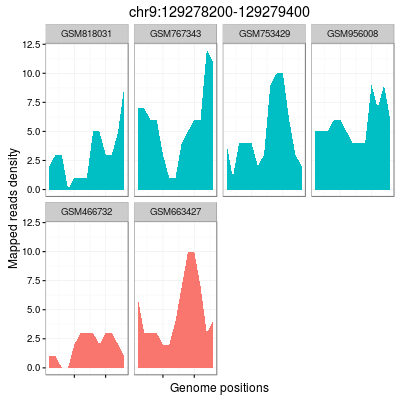 chr9:129278200-129279400
GSM818031 GSM767343 GSM753429 GSM956008
12.5
10.0
7.5
5.0
2.5
0.0
GSM466732 GSM663427
12.5
10.0
7.5
5.0
2.5
0.0
Mapped reads density
Genome positions